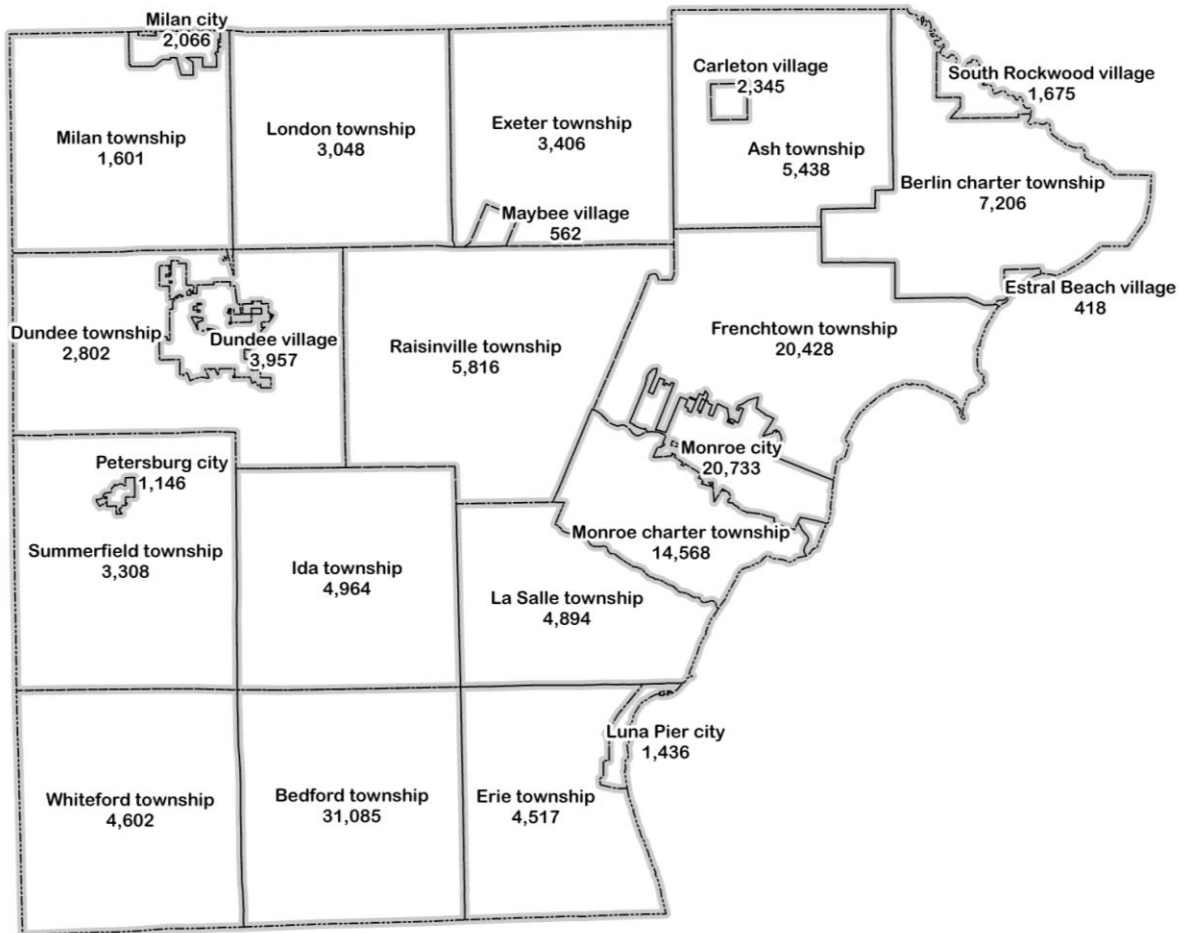 Milan city
2,066
Carleton village
2,345
South Rockwood village
1,675
Milan township
1,601
London township
3,048
Exeter township
3,406
Ash township
5,438
Berlin charter township
7,206
Maybee village
562
Estral Beach village
418
Dundee township
2,802
Dundee village
3,957
Raisinville township
5,816
Frenchtown township
20,428
Monroe city
20,733
Petersburg city
1,146
Summerfield township
3,308
Ida township
4,964
Monroe charter township
14,568
La Salle township
4,894
Luna Pier city
1,436
Whiteford township
4,602
Bedford township
31,085
Erie township
4,517